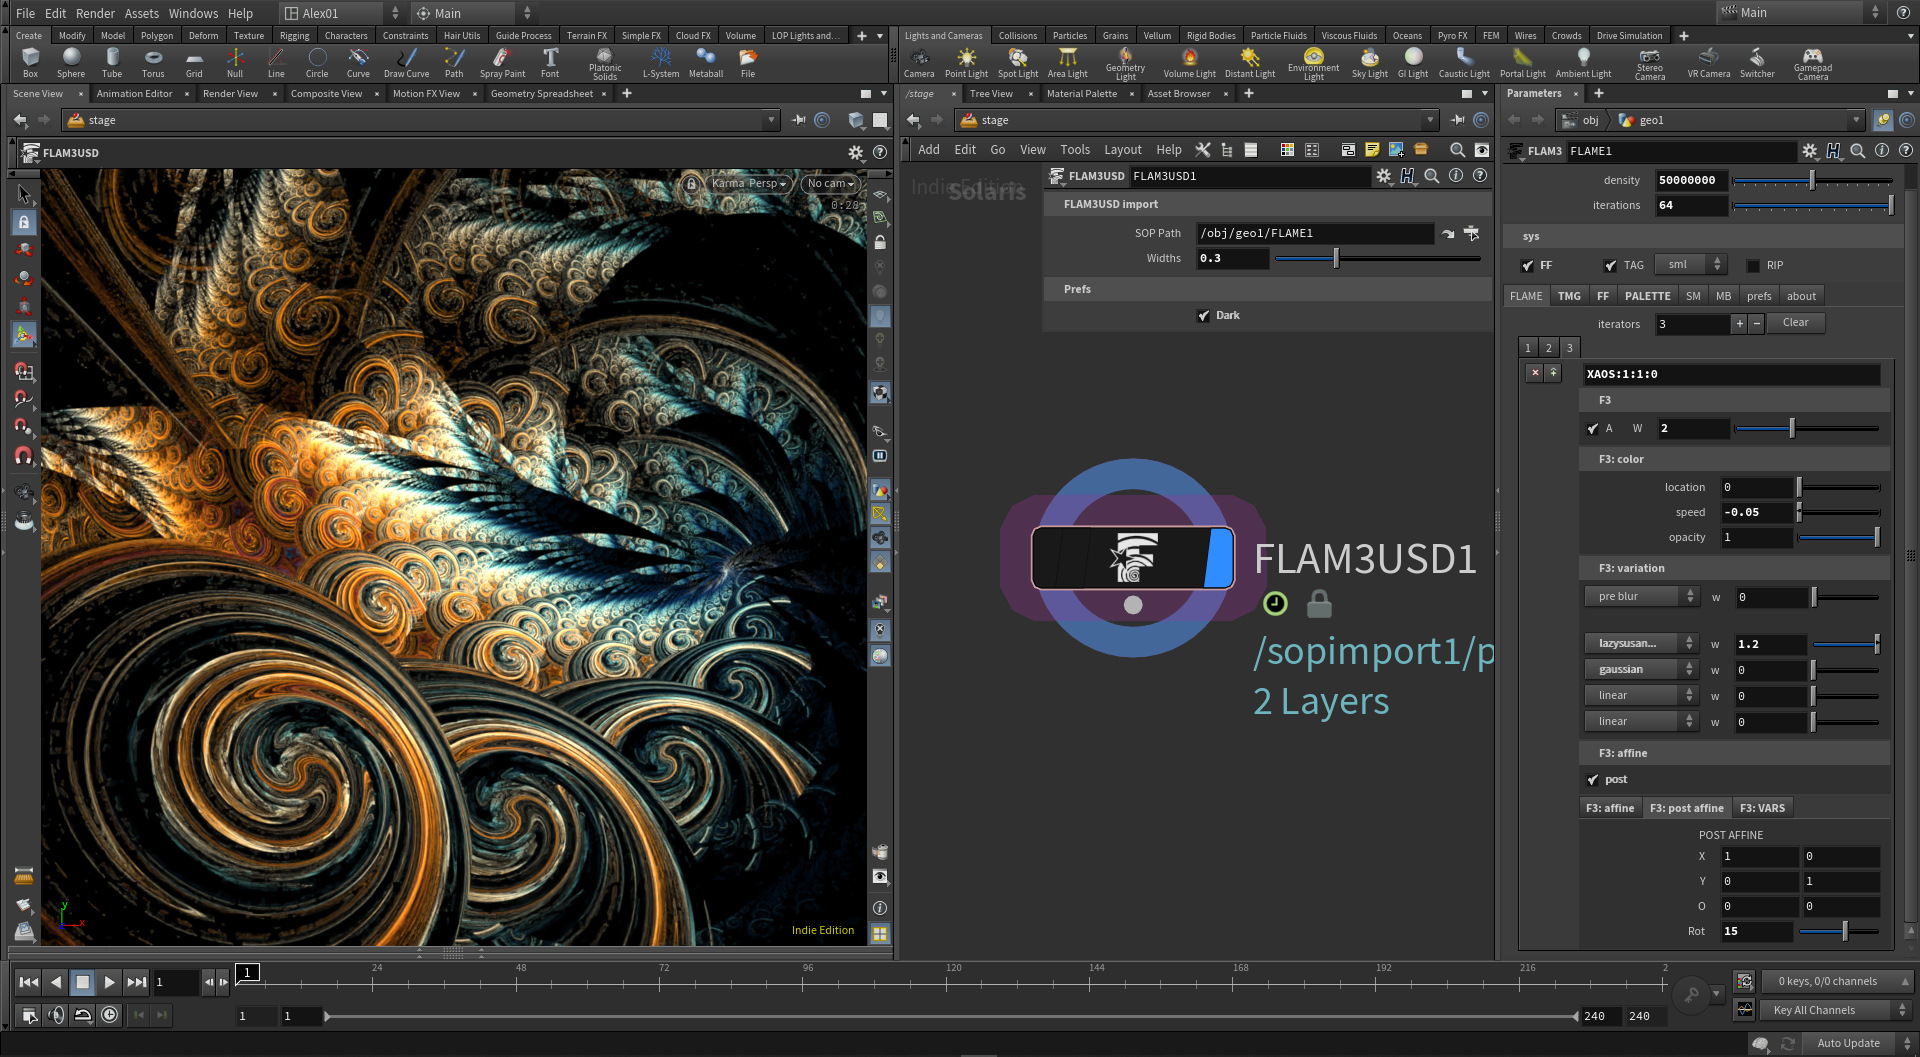 File Edit Render Assets Windows Help Alex01 Main Main
Create Modify Model Polygon Deform Texture Rigging Characters Constraints Hair Utils Guide Process Terrain FX Simple FX Cloud FX Volume LOP Lights and...
Lights and Cameras Collisions Particles Grains Vellum Rigid Bodies Particle Fluids Viscous Fluids Oceans Pyro FX FEM Wires Crowds Drive Simulation
Box Sphere Tube Torus Grid Null Line Circle Curve Draw Curve Path Spray Paint Font Platonic Solids L-System Metaball File
Camera Point Light Spot Light Area Light Geometry Light Volume Light Distant Light Environment Light Sky Light GI Light Caustic Light Portal Light Ambient Light Stereo Camera VR Camera Switcher Gamepad Camera
Scene View Animation Editor Render View Composite View Motion FX View Geometry Spreadsheet
/stage Tree View Material Palette Asset Browser
Parameters
stage
stage
obj geo1
FLAM3USD
Add Edit Go View Tools Layout Help
FLAM3 FLAME1
Karma Persp No cam
0:28
Indie Edition
Solaris
FLAM3USD FLAM3USD1
FLAM3USD import
SOP Path /obj/geo1/FLAME1
Widths 0.3
Prefs
Dark
FLAM3USD1
/sopimport1/p
2 Layers
density 50000000
iterations 64
sys
FF TAG sml RIP
FLAME TMG FF PALETTE SM MB prefs about
iterators 3 + − Clear
1 2 3
XAOS:1:1:0
F3
A W 2
F3: color
location 0
speed -0.05
opacity 1
F3: variation
pre blur w 0
lazysusan... w 1.2
gaussian w 0
linear w 0
linear w 0
F3: affine
post
F3: affine F3: post affine F3: VARS
POST AFFINE
X 1 0
Y 0 1
O 0 0
Rot 15
y
x
Indie Edition
1
1 24 48 72 96 120 144 168 192 216 2
0 keys, 0/0 channels
1 1 240 240
Key All Channels
Auto Update